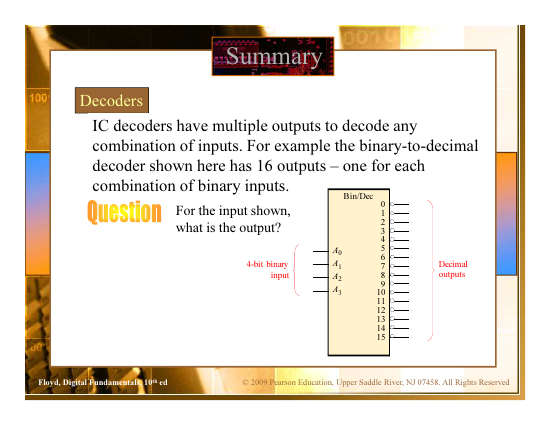 Summary
Decoders
IC decoders have multiple outputs to decode any
combination of inputs. For example the binary-to-decimal
decoder shown here has 16 outputs – one for each
combination of binary inputs.
Question
For the input shown,
what is the output?
4-bit binary
input
Bin/Dec
A0
A1
A2
A3
0
1
2
3
4
5
6
7
8
9
10
11
12
13
14
15
Decimal
outputs
Floyd, Digital Fundamentals, 10th ed
© 2009 Pearson Education, Upper Saddle River, NJ 07458. All Rights Reserved